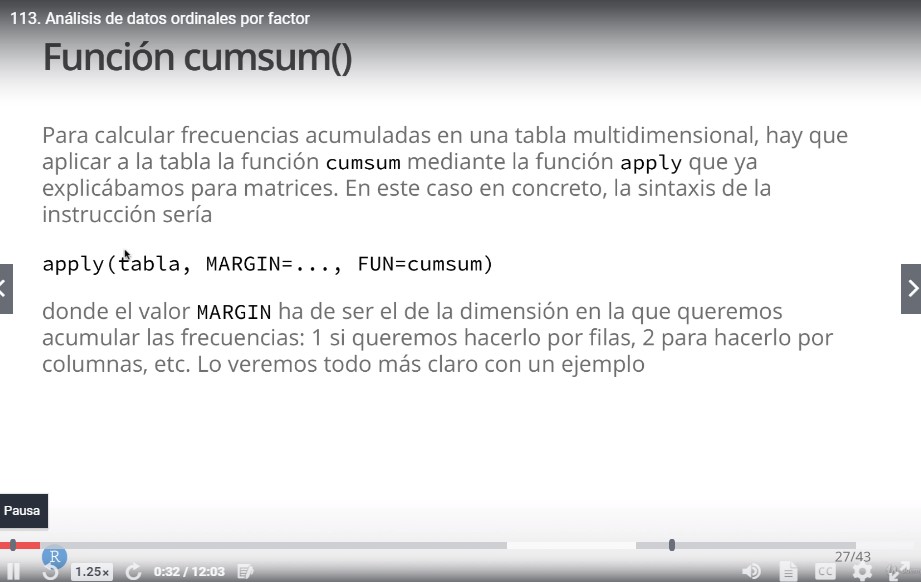 113. Análisis de datos ordinales por factor
Función cumsum()
Para calcular frecuencias acumuladas en una tabla multidimensional, hay que
aplicar a la tabla la función cumsum mediante la función apply que ya
explicábamos para matrices. En este caso en concreto, la sintaxis de la
instrucción sería
apply(tabla, MARGIN=..., FUN=cumsum)
donde el valor MARGIN ha de ser el de la dimensión en la que queremos
acumular las frecuencias: 1 si queremos hacerlo por filas, 2 para hacerlo por
columnas, etc. Lo veremos todo más claro con un ejemplo
Pausa
R
27/43
5
1.25×
0:32 / 12:03
CC